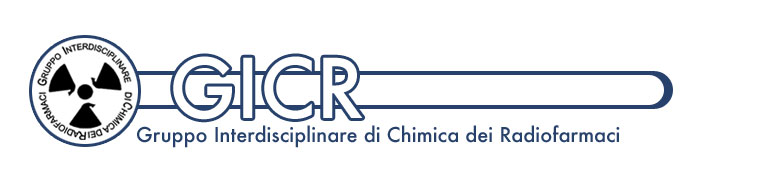 GRUPPO INTERDISCIPLINARE DI CHIMICA DEI RADIOFARMACI
GICR
Gruppo Interdisciplinare di Chimica dei Radiofarmaci